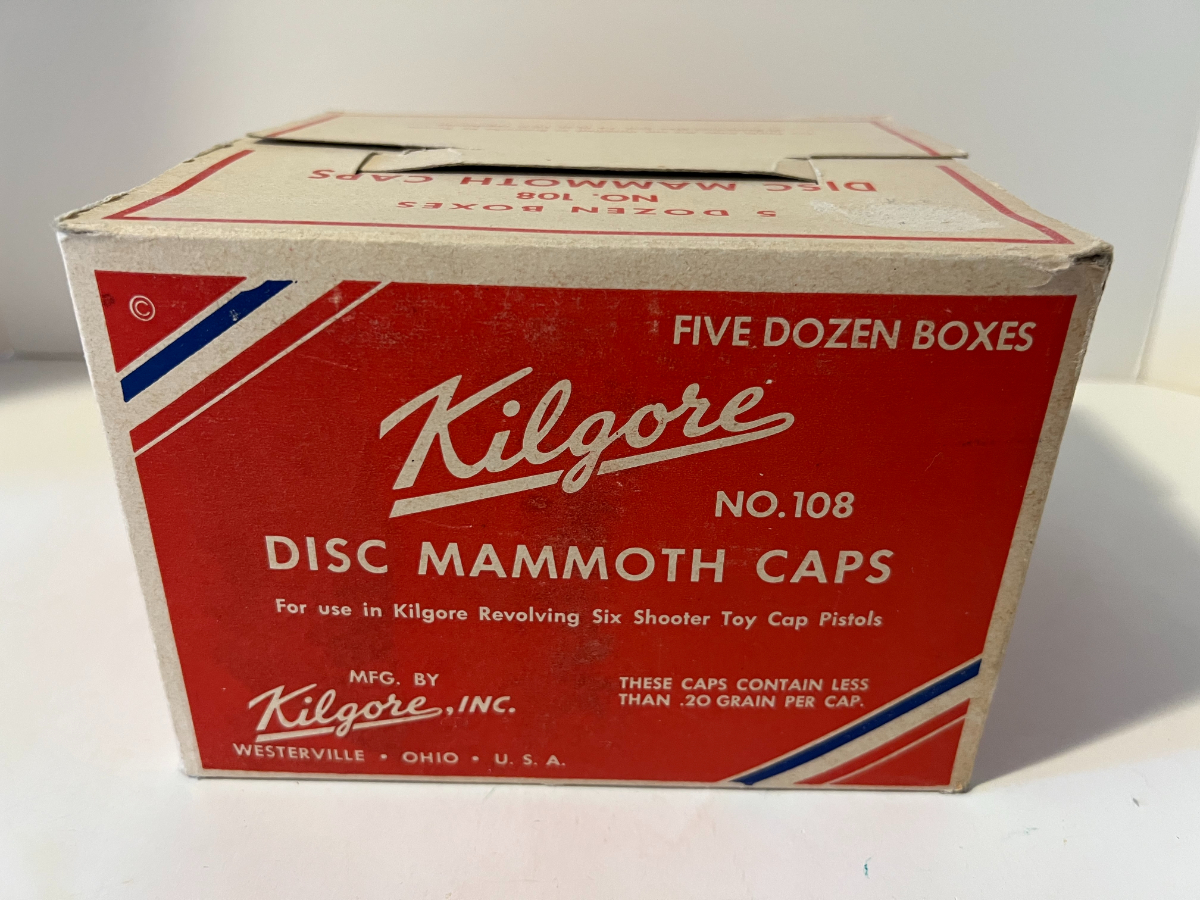 5 DOZEN BOXES
NO. 108
DISC MAMMOTH CAPS
©
FIVE DOZEN BOXES
Kilgore
NO.108
DISC MAMMOTH CAPS
For use in Kilgore Revolving Six Shooter Toy Cap Pistols
MFG. BY
Kilgore, INC.
WESTERVILLE • OHIO • U. S. A.
THESE CAPS CONTAIN LESS
THAN .20 GRAIN PER CAP.